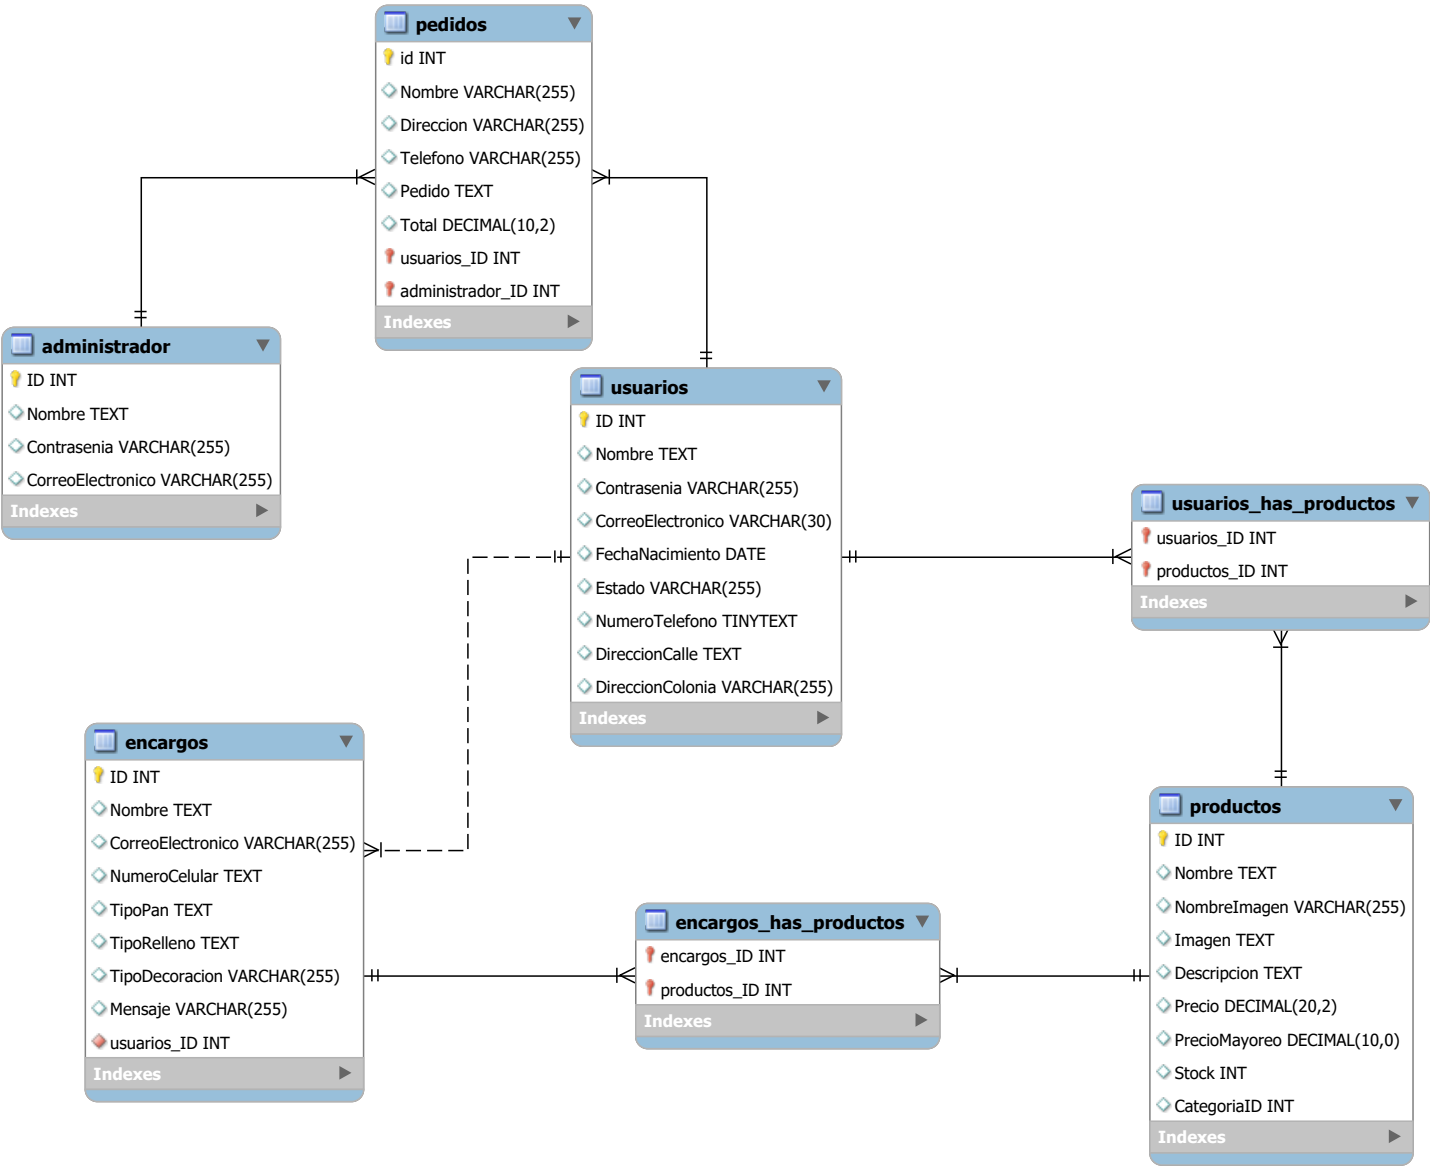 pedidos
id INT
Nombre VARCHAR(255)
Direccion VARCHAR(255)
Telefono VARCHAR(255)
Pedido TEXT
Total DECIMAL(10,2)
usuarios_ID INT
administrador_ID INT
Indexes
administrador
ID INT
Nombre TEXT
Contrasenia VARCHAR(255)
CorreoElectronico VARCHAR(255)
Indexes
usuarios
ID INT
Nombre TEXT
Contrasenia VARCHAR(255)
CorreoElectronico VARCHAR(30)
FechaNacimiento DATE
Estado VARCHAR(255)
NumeroTelefono TINYTEXT
DireccionCalle TEXT
DireccionColonia VARCHAR(255)
Indexes
usuarios_has_productos
usuarios_ID INT
productos_ID INT
Indexes
encargos
ID INT
Nombre TEXT
CorreoElectronico VARCHAR(255)
NumeroCelular TEXT
TipoPan TEXT
TipoRelleno TEXT
TipoDecoracion VARCHAR(255)
Mensaje VARCHAR(255)
usuarios_ID INT
Indexes
encargos_has_productos
encargos_ID INT
productos_ID INT
Indexes
productos
ID INT
Nombre TEXT
NombreImagen VARCHAR(255)
Imagen TEXT
Descripcion TEXT
Precio DECIMAL(20,2)
PrecioMayoreo DECIMAL(10,0)
Stock INT
CategoriaID INT
Indexes